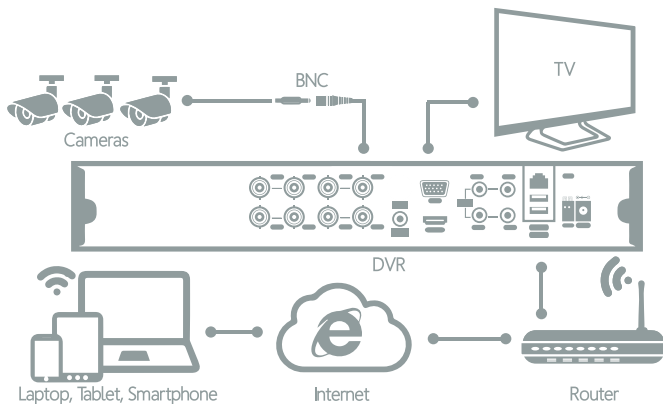 BNC
TV
Cameras
DVR
Laptop, Tablet, Smartphone
Internet
Router